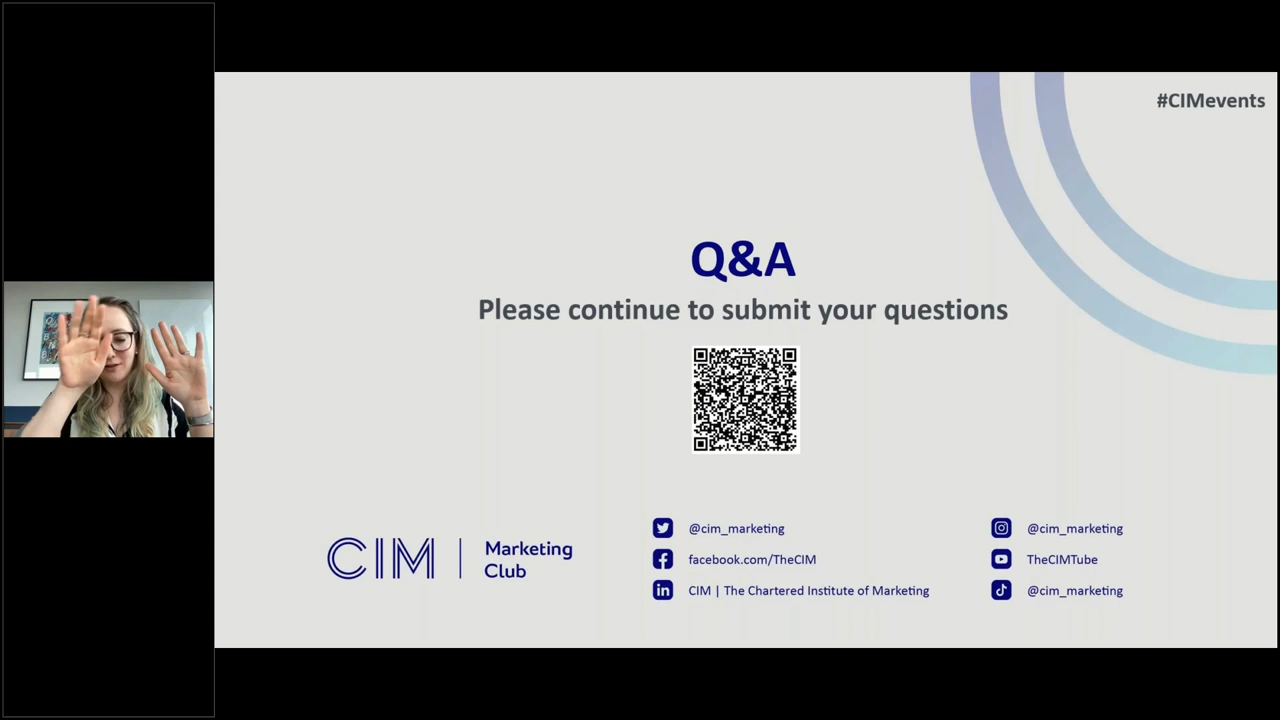 #CIMevents
Q&A
Please continue to submit your questions
CIM | Marketing
Club
@cim_marketing
facebook.com/TheCIM
CIM | The Chartered Institute of Marketing
@cim_marketing
TheCIMTube
@cim_marketing